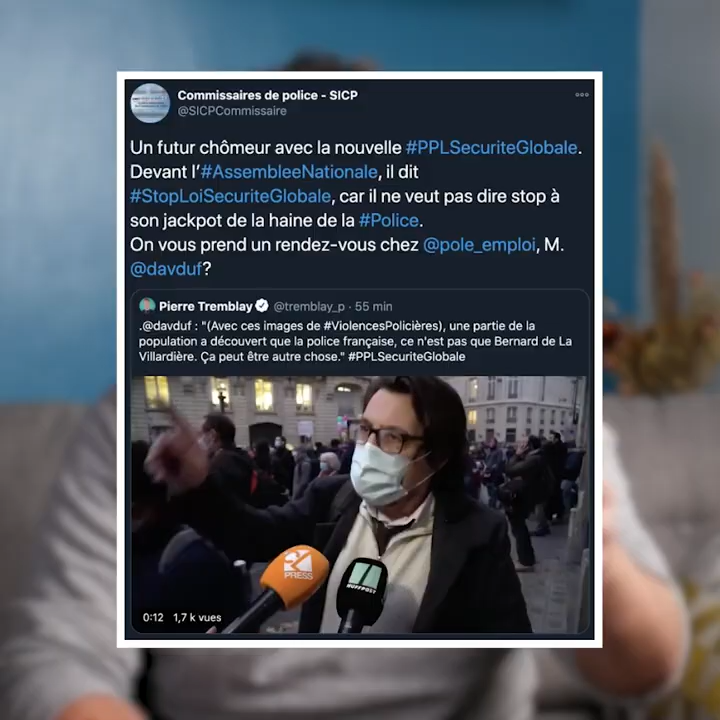 Commissaires de police - SICP
@SICPCommissaire
Un futur chômeur avec la nouvelle #PPLSecuriteGlobale.
Devant l'#AssembleeNationale, il dit
#StopLoiSecuriteGlobale, car il ne veut pas dire stop à
son jackpot de la haine de la #Police.
On vous prend un rendez-vous chez @pole_emploi, M.
@davduf?
Pierre Tremblay @tremblay_p · 55 min
.@davduf : "(Avec ces images de #ViolencesPolicières), une partie de la
population a découvert que la police française, ce n'est pas que Bernard de La
Villardière. Ça peut être autre chose." #PPLSecuriteGlobale
PRESS
HUFFPOST
0:12 1,7 k vues